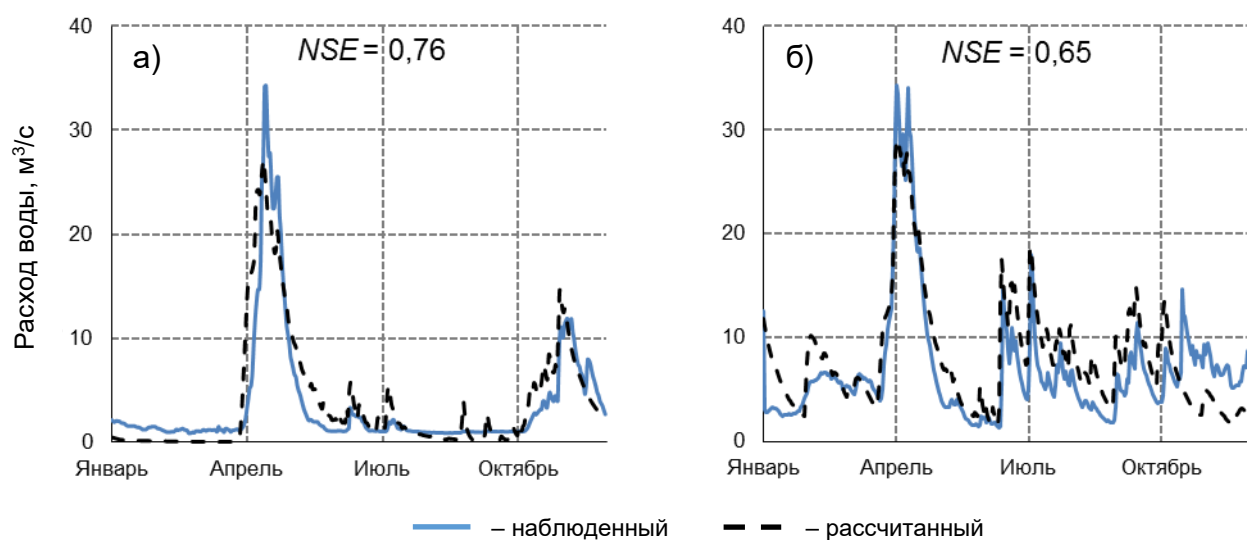 Расход воды, м³/с
а)
NSE = 0,76
40
30
20
10
0
Январь
Апрель
Июль
Октябрь
б)
NSE = 0,65
40
30
20
10
0
Январь
Апрель
Июль
Октябрь
– наблюденный
– рассчитанный